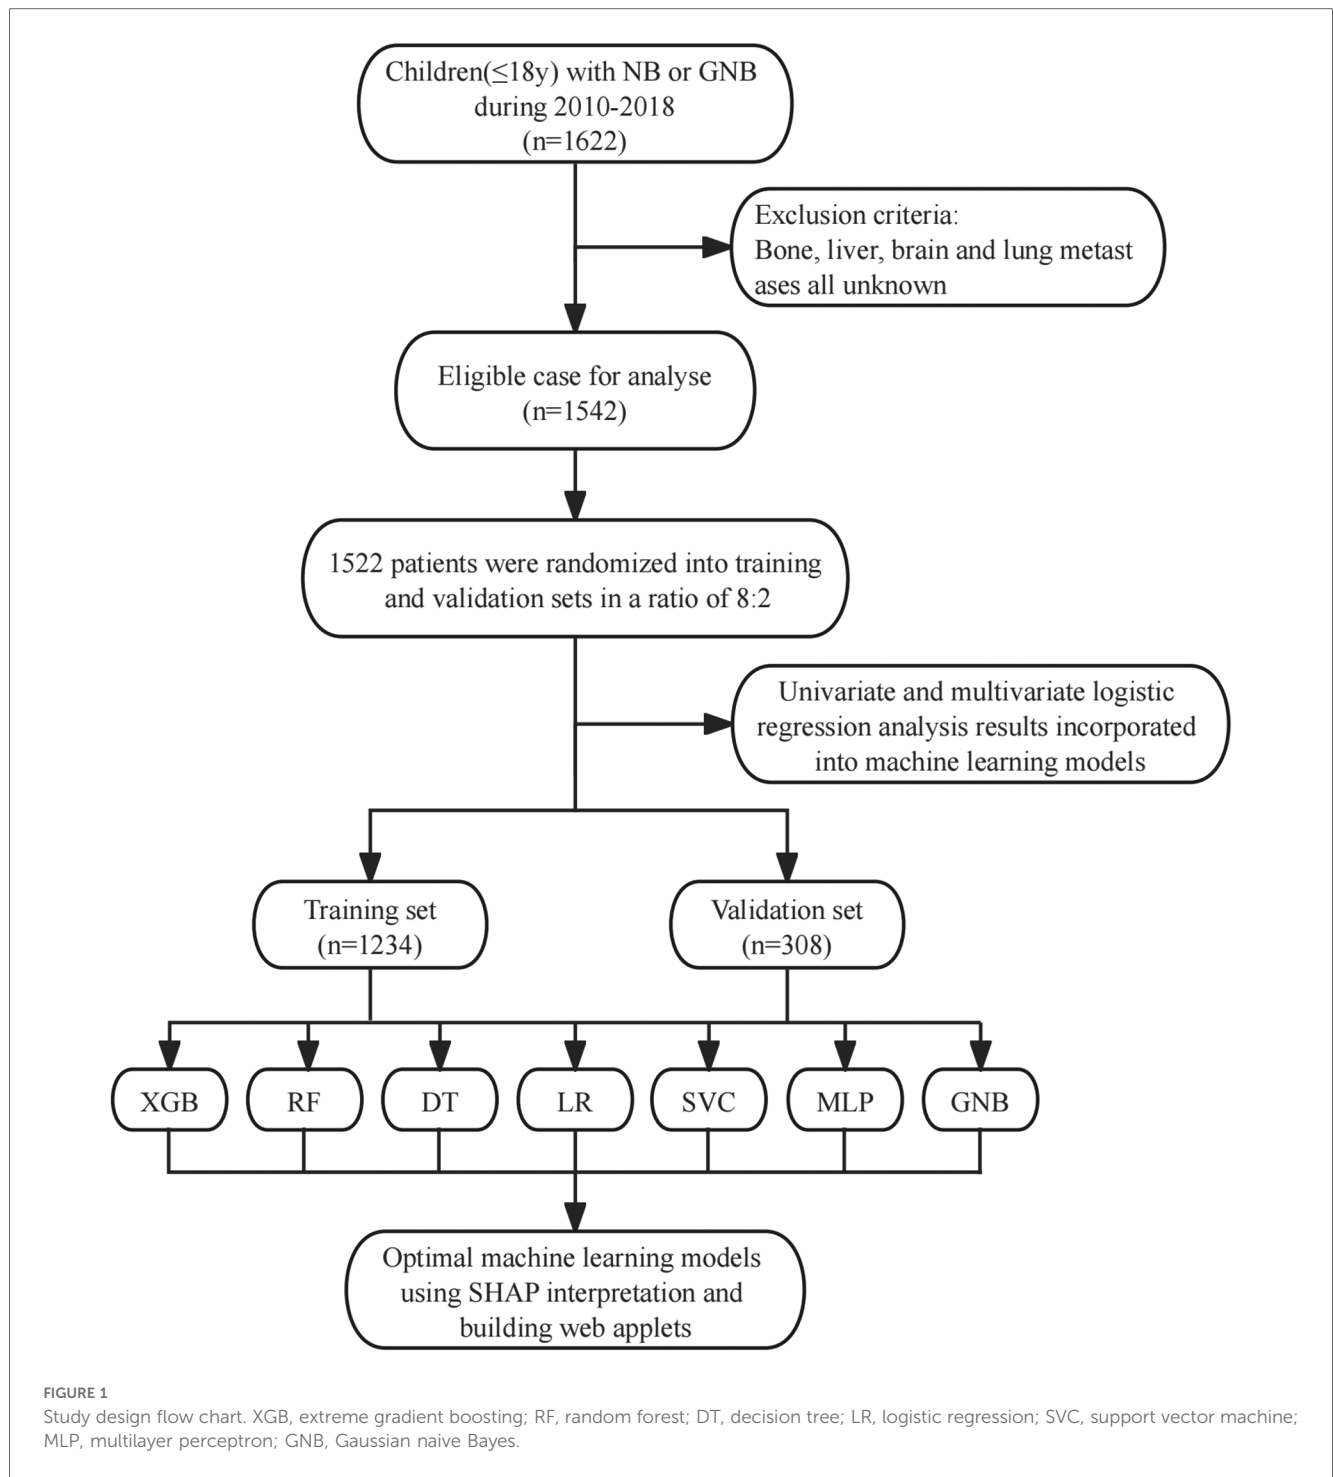 Children(≤18y) with NB or GNB
during 2010-2018
(n=1622)
Exclusion criteria:
Bone, liver, brain and lung metast
ases all unknown
Eligible case for analyse
(n=1542)
1522 patients were randomized into training
and validation sets in a ratio of 8:2
Univariate and multivariate logistic
regression analysis results incorporated
into machine learning models
Training set
(n=1234)
Validation set
(n=308)
XGB
RF
DT
LR
SVC
MLP
GNB
Optimal machine learning models
using SHAP interpretation and
building web applets
FIGURE 1
Study design flow chart. XGB, extreme gradient boosting; RF, random forest; DT, decision tree; LR, logistic regression; SVC, support vector machine;
MLP, multilayer perceptron; GNB, Gaussian naive Bayes.